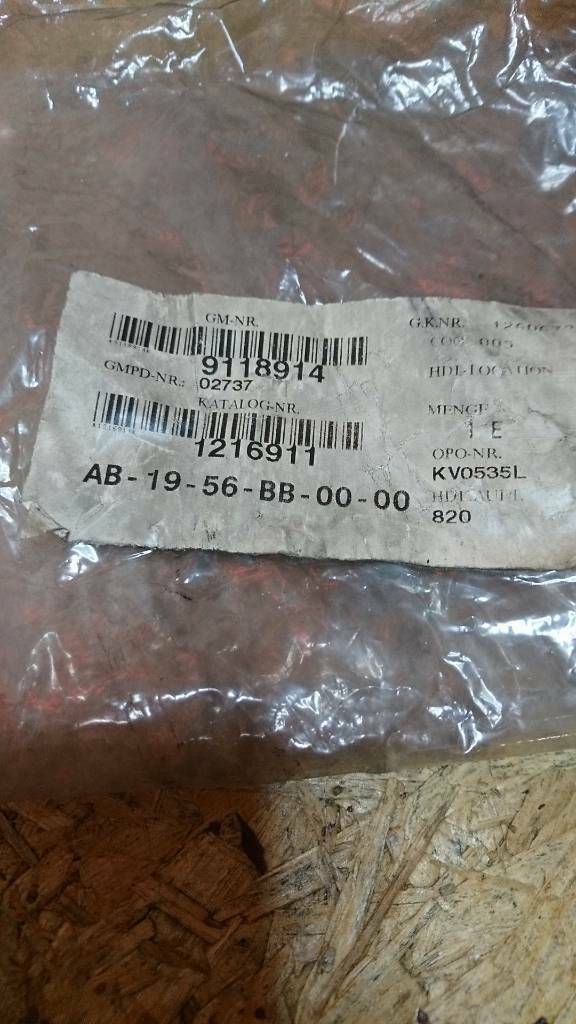 GM-NR.
9118914
GMPD-NR.: 02737
KATALOG-NR.
1216911
AB-19-56-BB-00-00
G.K.NR.
HDL-LOCATION
MENGE
1 E
OPO-NR.
KV0535L
820